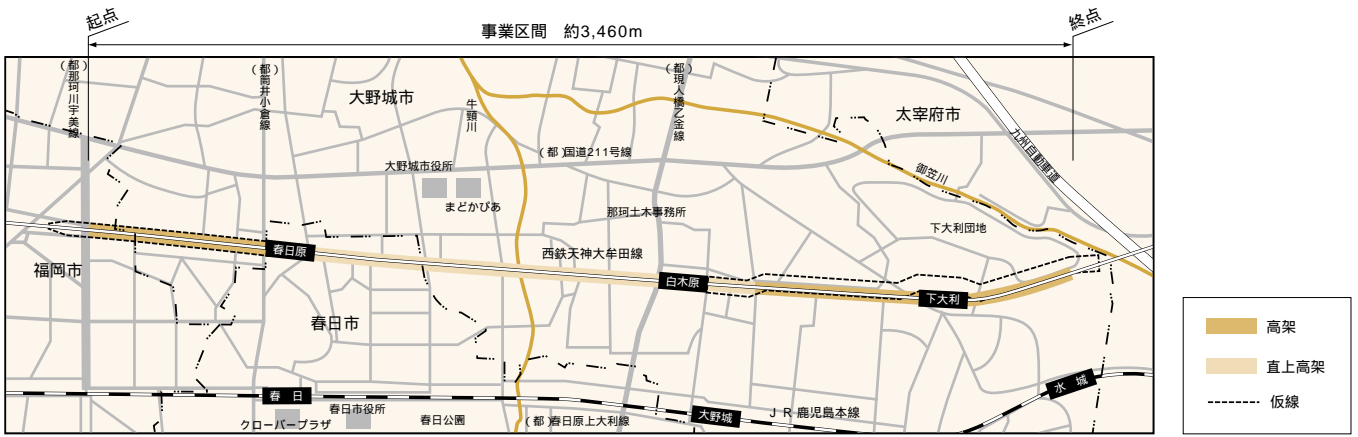 起点
事業区間　約3,460m
終点
(都)那珂川宇美線
(都)筒井小倉線
大野城市
牛頸川
(都)現人橋乙金線
太宰府市
九州自動車道
(都)国道211号線
大野城市役所
まどかぴあ
御笠川
那珂土木事務所
下大利団地
西鉄天神大牟田線
春日原
白木原
下大利
福岡市
春日市
春日
春日市役所
クローバープラザ
春日公園
(都)春日原上大利線
大野城
ＪＲ鹿児島本線
水城
高架
直上高架
仮線